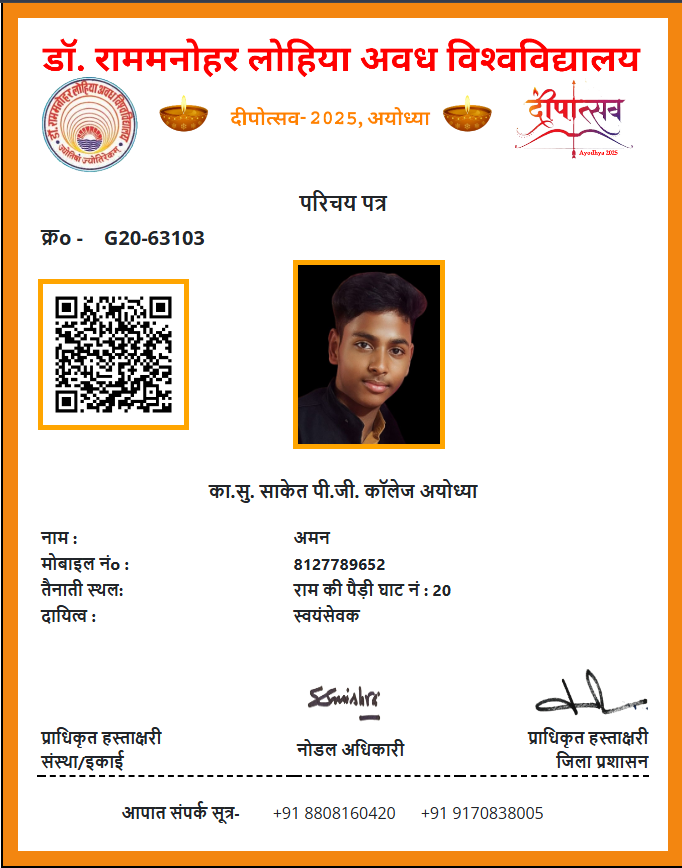 डॉ. राममनोहर लोहिया अवध विश्वविद्यालय
डॉ. राममनोहर लोहिया अवध विश्वविद्यालय
ज्योतिषां ज्योतिरेकम्
दीपोत्सव- 2025, अयोध्या
दीपोत्सव
Ayodhya 2025
परिचय पत्र
क्रo - G20-63103
का.सु. साकेत पी.जी. कॉलेज अयोध्या
नाम : अमन
मोबाइल नंo : 8127789652
तैनाती स्थल: राम की पैड़ी घाट नं : 20
दायित्व : स्वयंसेवक
SSmishra
प्राधिकृत हस्ताक्षरी
संस्था/इकाई
नोडल अधिकारी
प्राधिकृत हस्ताक्षरी
जिला प्रशासन
आपात संपर्क सूत्र- +91 8808160420 +91 9170838005